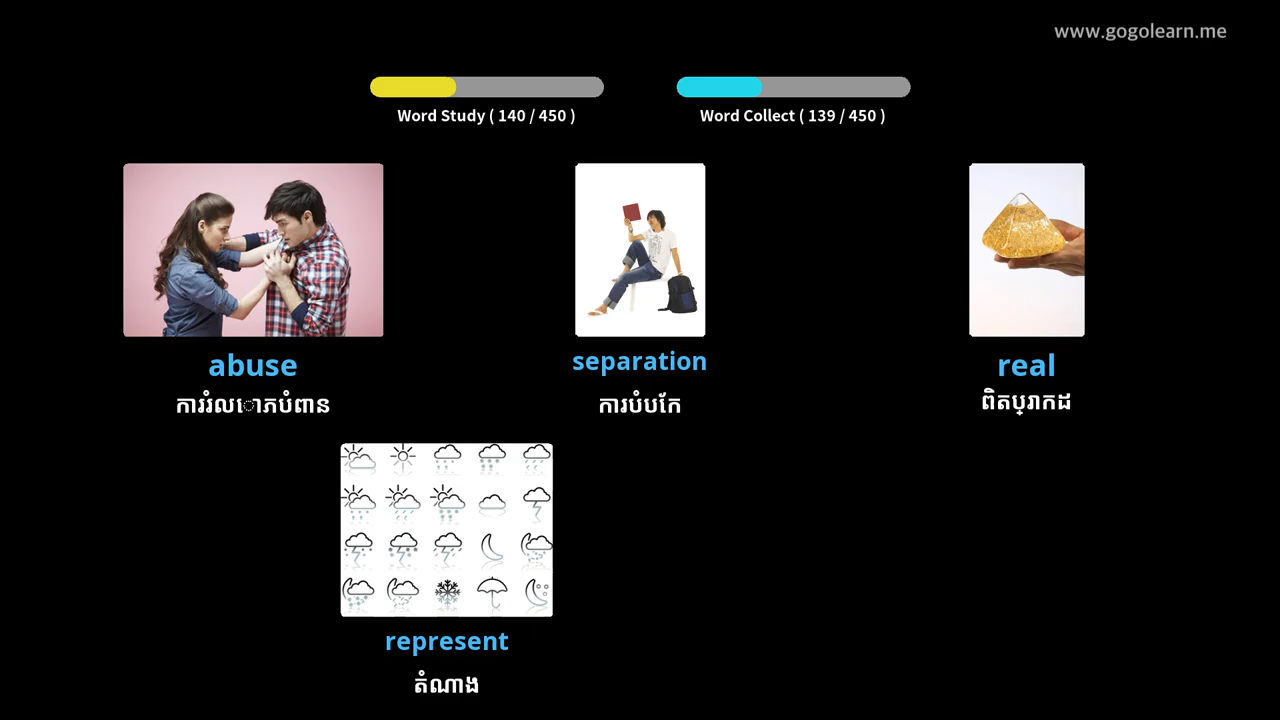 www.gogolearn.me
Word Study ( 140 / 450 )
Word Collect ( 139 / 450 )
abuse
separation
real
ការរំលោភបំពាន
ការបំបកែ
ពិតប្រាកដ
represent
តំណាង